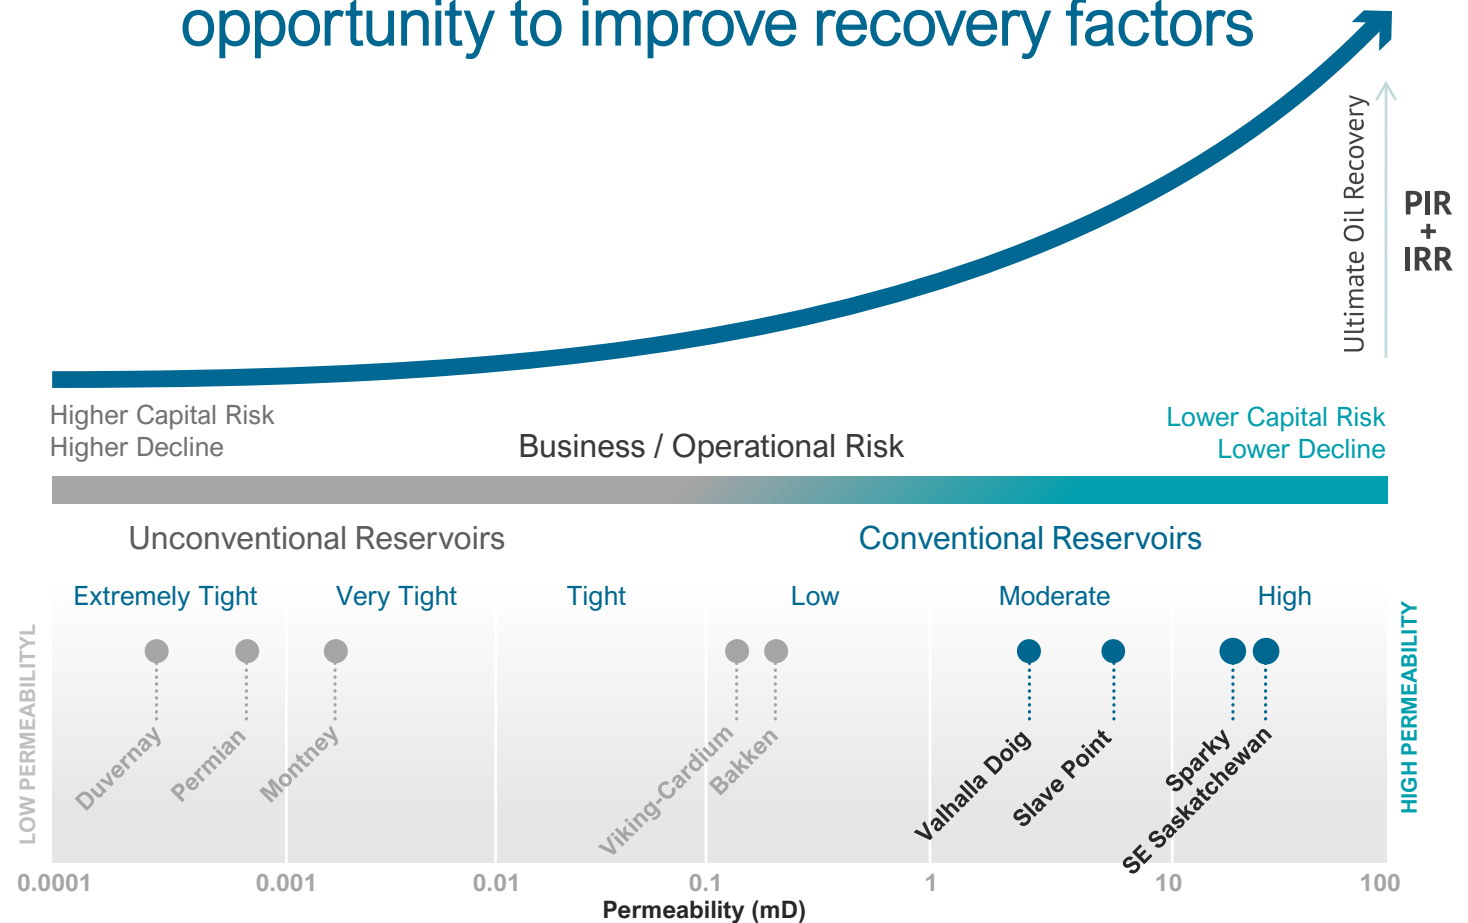 opportunity to improve recovery factors
Ultimate Oil Recovery
PIR
+
IRR
Higher Capital Risk
Higher Decline
Business / Operational Risk
Lower Capital Risk
Lower Decline
Unconventional Reservoirs
Conventional Reservoirs
Extremely Tight
Very Tight
Tight
Low
Moderate
High
LOW PERMEABILITYL
HIGH PERMEABILITY
Duvernay
Permian
Montney
Viking-Cardium
Bakken
Valhalla Doig
Slave Point
Sparky
SE Saskatchewan
0.0001
0.001
0.01
0.1
1
10
100
Permeability (mD)